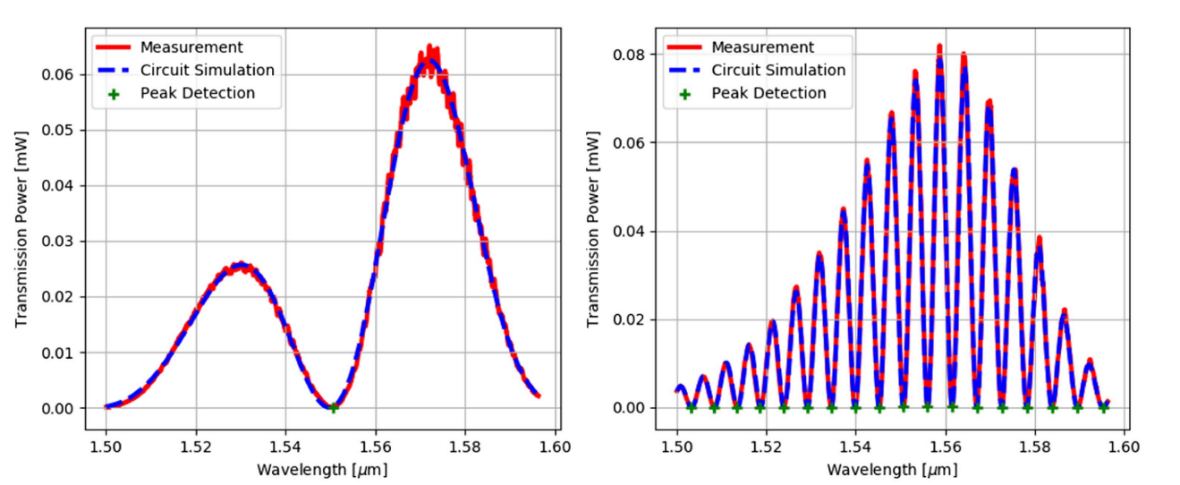 Measurement
Circuit Simulation
Peak Detection
Transmission Power [mW]
0.06
0.05
0.04
0.03
0.02
0.01
0.00
1.50 1.52 1.54 1.56 1.58 1.60
Wavelength [μm]
Measurement
Circuit Simulation
Peak Detection
Transmission Power [mW]
0.08
0.06
0.04
0.02
0.00
1.50 1.52 1.54 1.56 1.58 1.60
Wavelength [μm]